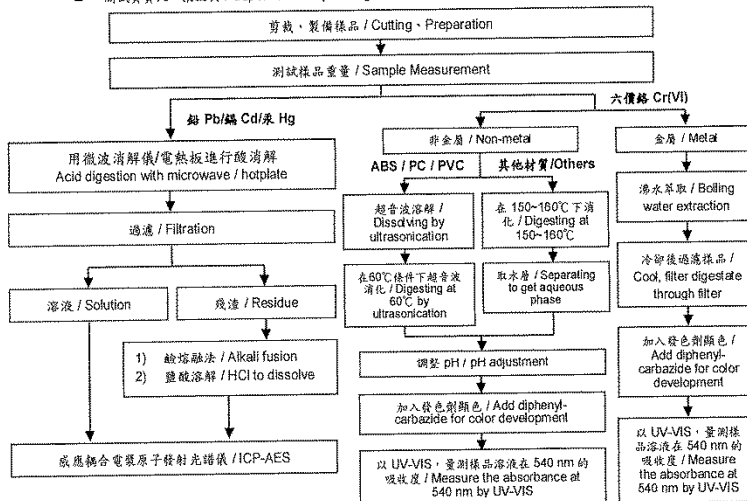 剪裁、製備樣品 / Cutting、Preparation
測試樣品重量 / Sample Measurement
鉛 Pb/鎘 Cd/汞 Hg
六價鉻 Cr(VI)
用微波消解儀/電熱板進行酸消解
Acid digestion with microwave / hotplate
過濾 / Filtration
溶液 / Solution
殘渣 / Residue
1) 鹼熔融法 / Alkali fusion
2) 鹽酸溶解 / HCl to dissolve
感應耦合電漿原子發射光譜儀 / ICP-AES
非金屬 / Non-metal
ABS / PC / PVC
其他材質/Others
超音波溶解 /
Dissolving by
ultrasonication
在60℃條件下超音波
消化 / Digesting at
60℃ by
ultrasonication
在 150~160℃下消
化 / Digesting at
150~160℃
取水層 / Separating
to get aqueous
phase
調整 pH / pH adjustment
加入發色劑顯色 / Add diphenyl-
carbazide for color development
以 UV-VIS，量測樣品溶液在 540 nm 的
吸收度 / Measure the absorbance at
540 nm by UV-VIS
金屬 / Metal
沸水萃取 / Boiling
water extraction
冷卻後過濾樣品 /
Cool, filter digestate
through filter
加入發色劑顯色 /
Add diphenyl-
carbazide for color
development
以 UV-VIS，量測樣
品溶液在 540 nm 的
吸收度 / Measure
the absorbance at
540 nm by UV-VIS